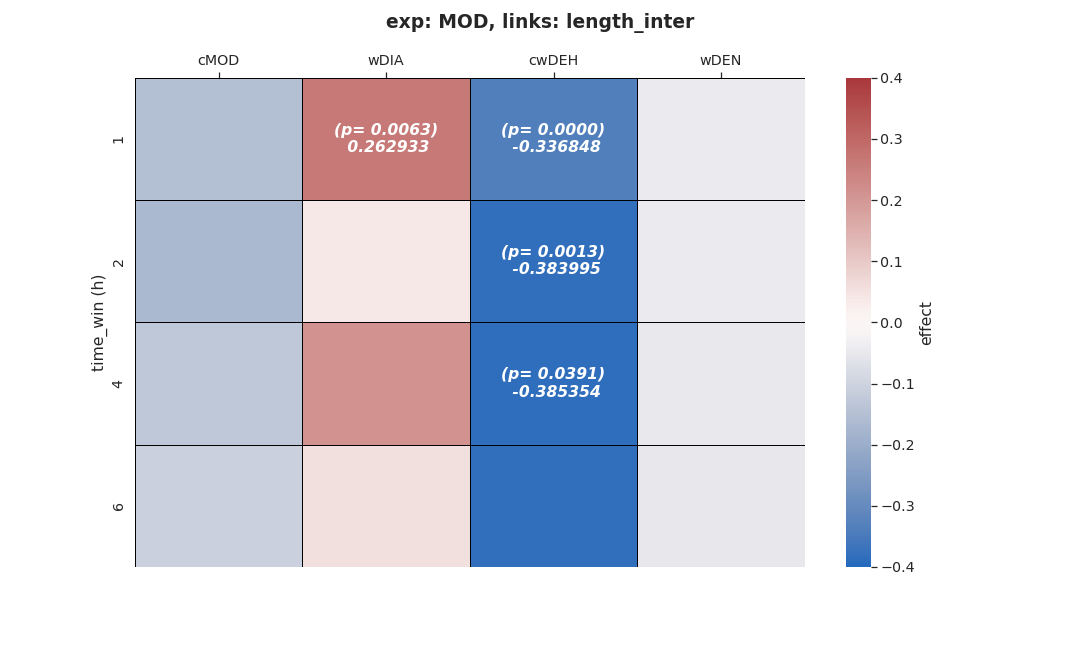 exp: MOD, links: length_inter
cMOD wDIA cwDEH wDEN
1
(p= 0.0063)
0.262933
(p= 0.0000)
-0.336848
2
(p= 0.0013)
-0.383995
4
(p= 0.0391)
-0.385354
6
time_win (h)
0.4
0.3
0.2
0.1
0.0
−0.1
−0.2
−0.3
−0.4
effect